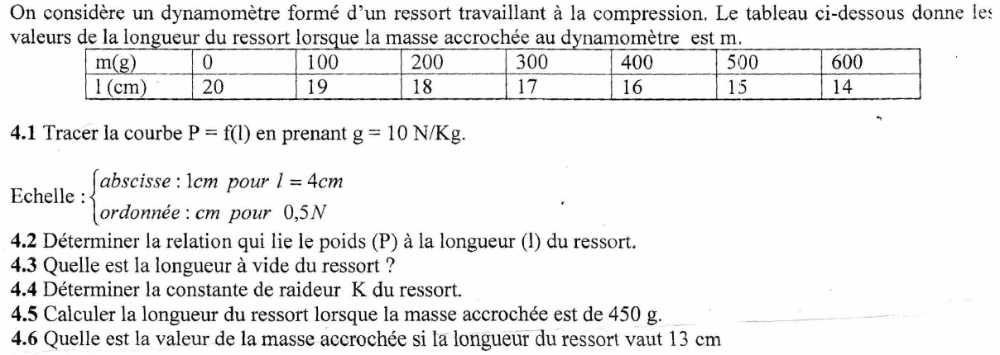 On considère un dynamomètre formé d'un ressort travaillant à la compression. Le tableau ci-dessous donne les
valeurs de la longueur du ressort lorsque la masse accrochée au dynamomètre est m.
m(g) 0 100 200 300 400 500 600
l (cm) 20 19 18 17 16 15 14
4.1 Tracer la courbe P = f(l) en prenant g = 10 N/Kg.
Echelle : { abscisse : 1cm pour l = 4cm
ordonnée : cm pour 0,5N
4.2 Déterminer la relation qui lie le poids (P) à la longueur (l) du ressort.
4.3 Quelle est la longueur à vide du ressort ?
4.4 Déterminer la constante de raideur K du ressort.
4.5 Calculer la longueur du ressort lorsque la masse accrochée est de 450 g.
4.6 Quelle est la valeur de la masse accrochée si la longueur du ressort vaut 13 cm